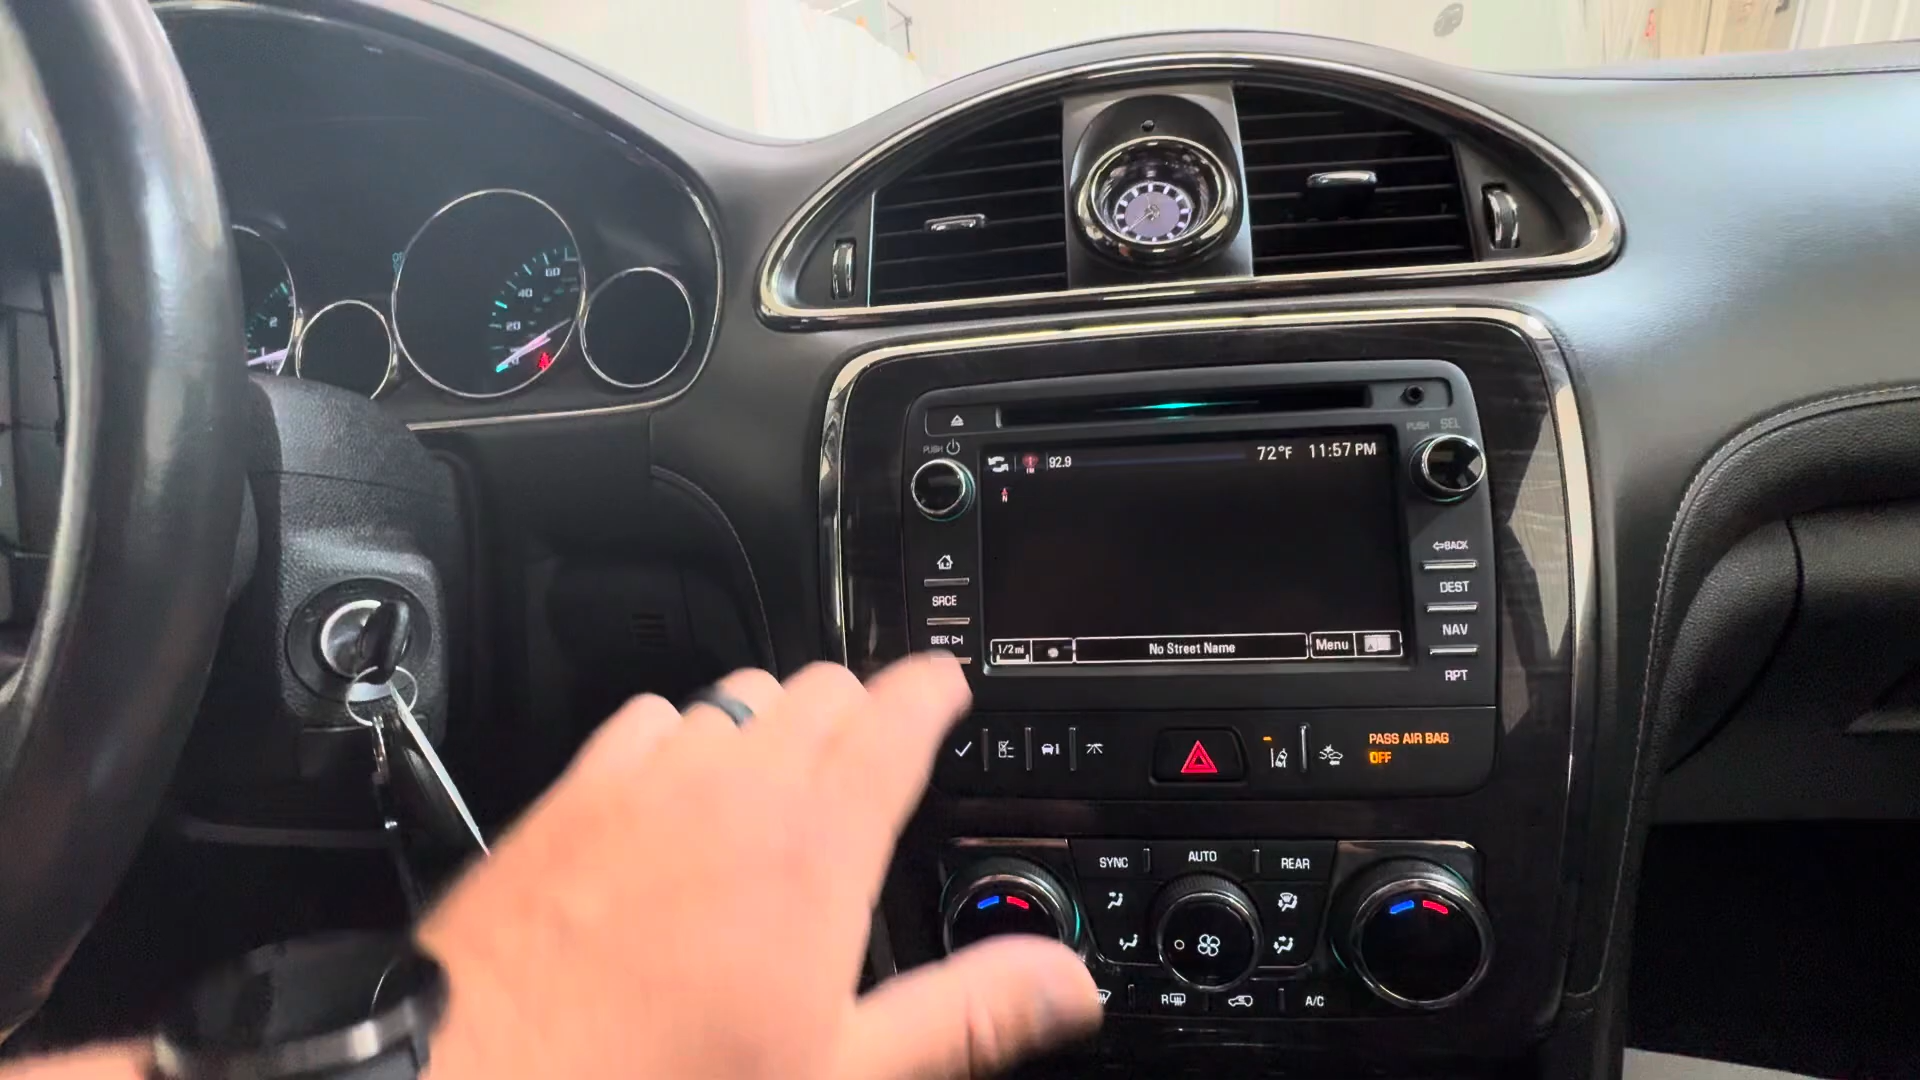 2
60
40
20
PUSH
PUSH SEL
92.9
72°F 11:57 PM
N
BACK
SRCE
DEST
SEEK
NAV
1/2 mi
No Street Name
Menu
RPT
PASS AIR BAG
OFF
SYNC
AUTO
REAR
R
A/C